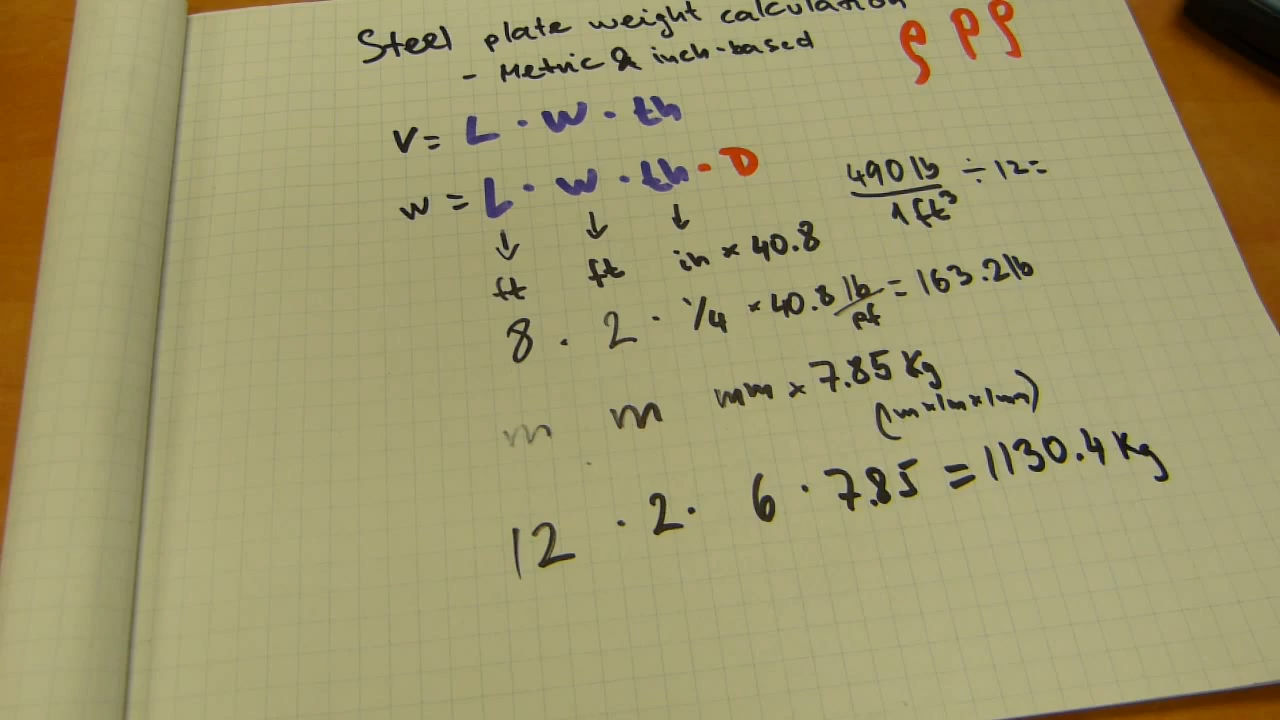 Steel plate weight calculation
- Metric & inch-based
ρ ρ ρ
V = L · W · th
W = L · W · th · D
490 lb / 1 ft³ ÷ 12 =
↓ ↓ ↓
ft ft in × 40.8
8 · 2 · 1/4 × 40.8 lb/pf = 163.2 lb
m m mm × 7.85 Kg
(m×1m×1mm)
12 · 2 · 6 · 7.85 = 1130.4 Kg